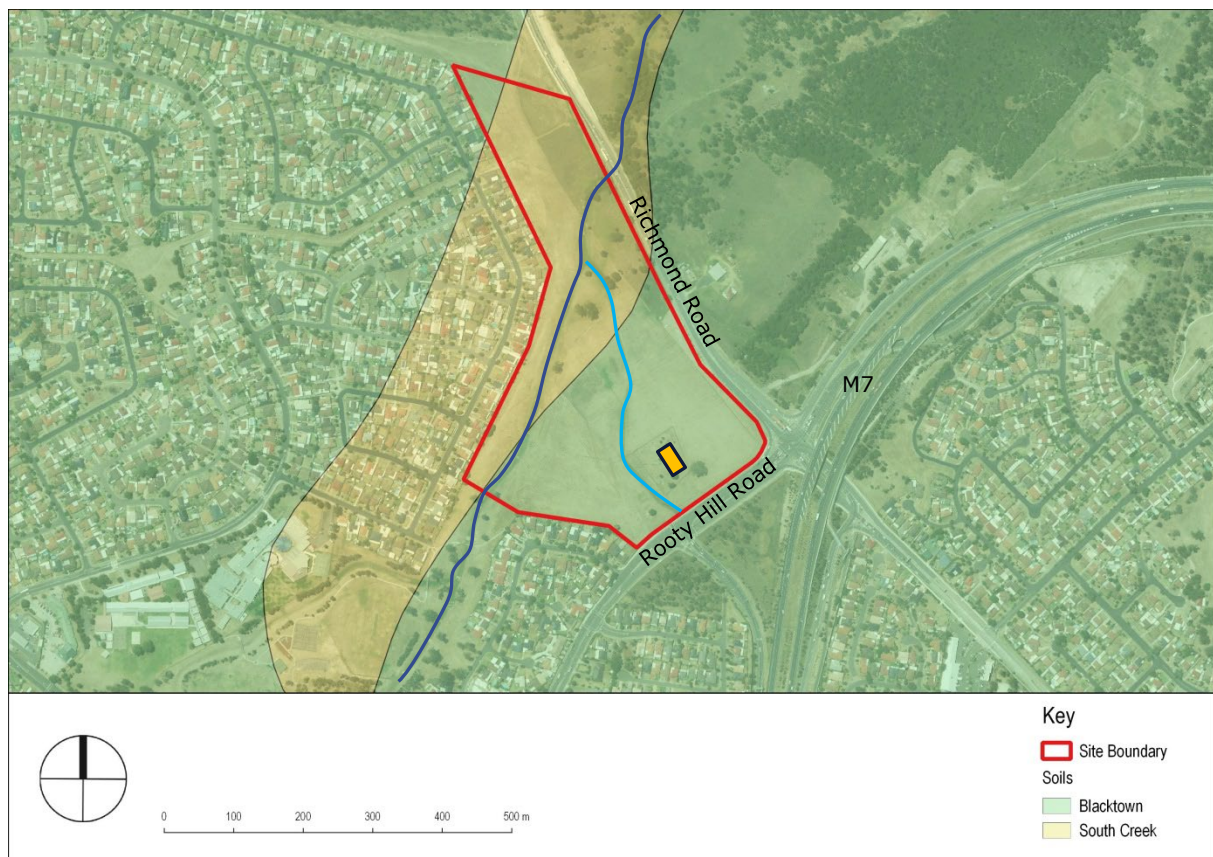 Richmond Road
M7
Rooty Hill Road
Key
Site Boundary
Soils
Blacktown
South Creek
0 100 200 300 400 500 m